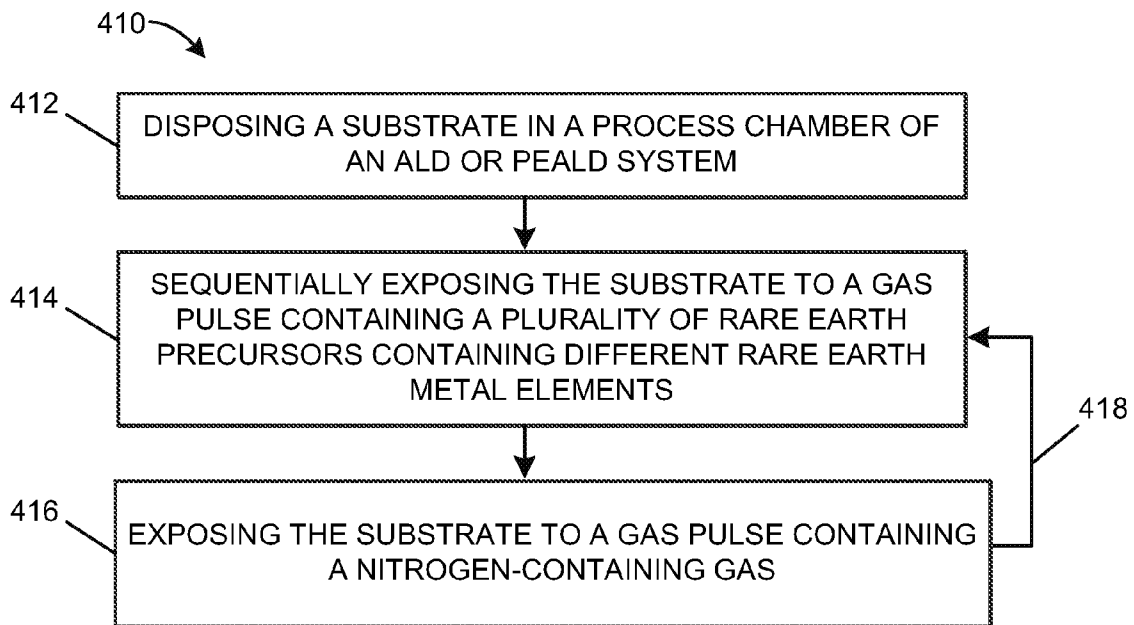 410
412
DISPOSING A SUBSTRATE IN A PROCESS CHAMBER OF
AN ALD OR PEALD SYSTEM
414
SEQUENTIALLY EXPOSING THE SUBSTRATE TO A GAS
PULSE CONTAINING A PLURALITY OF RARE EARTH
PRECURSORS CONTAINING DIFFERENT RARE EARTH
METAL ELEMENTS
418
416
EXPOSING THE SUBSTRATE TO A GAS PULSE CONTAINING
A NITROGEN-CONTAINING GAS